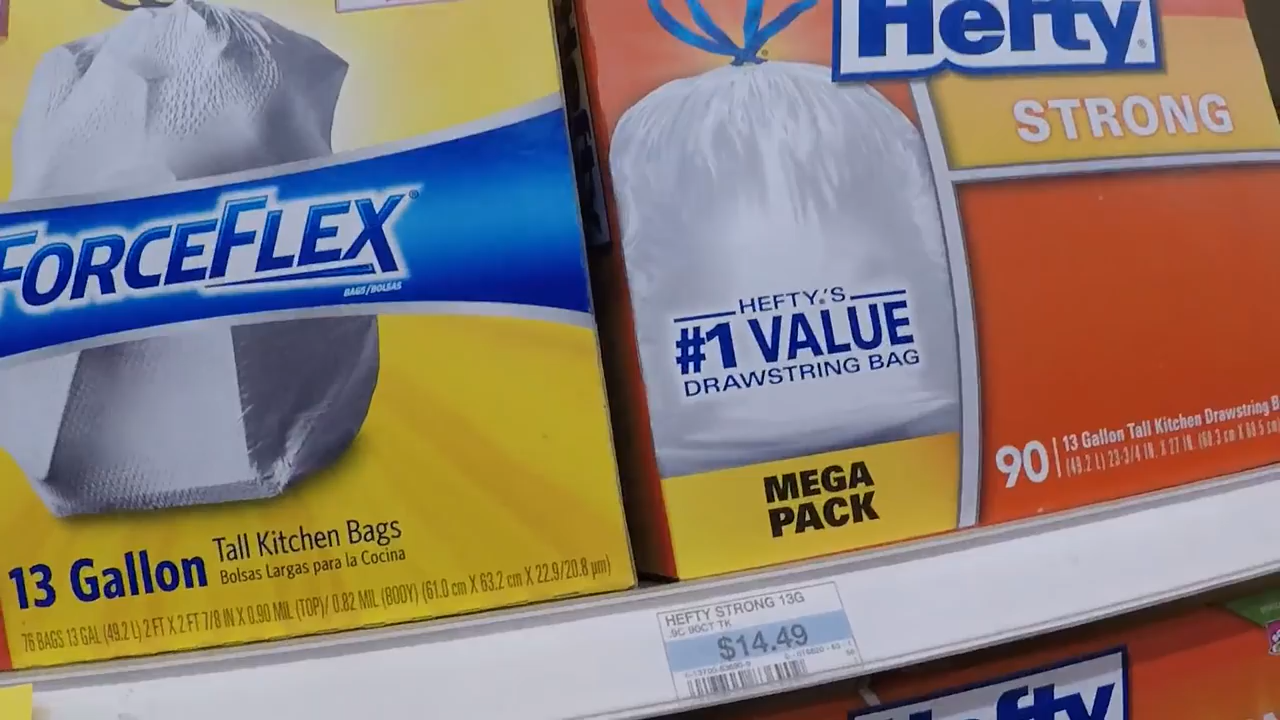 FORCEFLEX®
BAGS/BOLSAS
13 Gallon
Tall Kitchen Bags
Bolsas Largas para la Cocina
76 BAGS 13 GAL (49.2 L) 2 FT X 2 FT 7/8 IN X 0.90 MIL (TOP)/ 0.82 MIL (BODY) (61.0 cm X 63.2 cm X 22.9/20.8 µm)
Hefty®
STRONG
HEFTY®'S
#1 VALUE
DRAWSTRING BAG
MEGA
PACK
90
13 Gallon Tall Kitchen Drawstring B
(49.2 L) 23-3/4 IN. X 27 IN. (60.3 cm X 68.5 cm)
HEFTY STRONG 13G
.9C 90CT TK
$14.49
Hefty